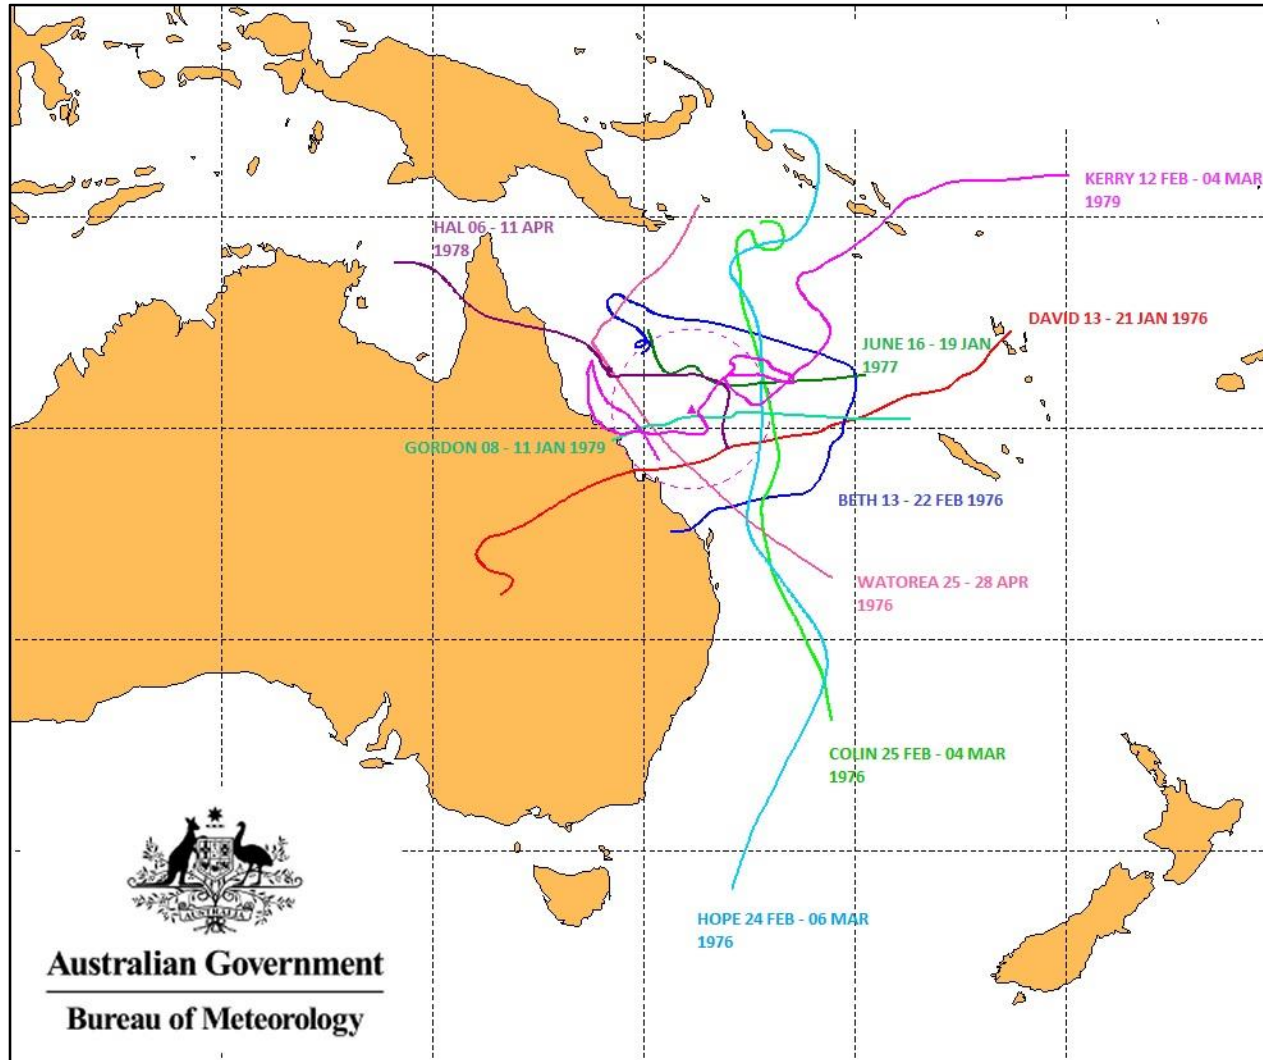 KERRY 12 FEB - 04 MAR
1979
HAL 06 - 11 APR
1978
DAVID 13 - 21 JAN 1976
JUNE 16 - 19 JAN
1977
GORDON 08 - 11 JAN 1979
BETH 13 - 22 FEB 1976
WATOREA 25 - 28 APR
1976
COLIN 25 FEB - 04 MAR
1976
HOPE 24 FEB - 06 MAR
1976
AUSTRALIA
Australian Government
Bureau of Meteorology